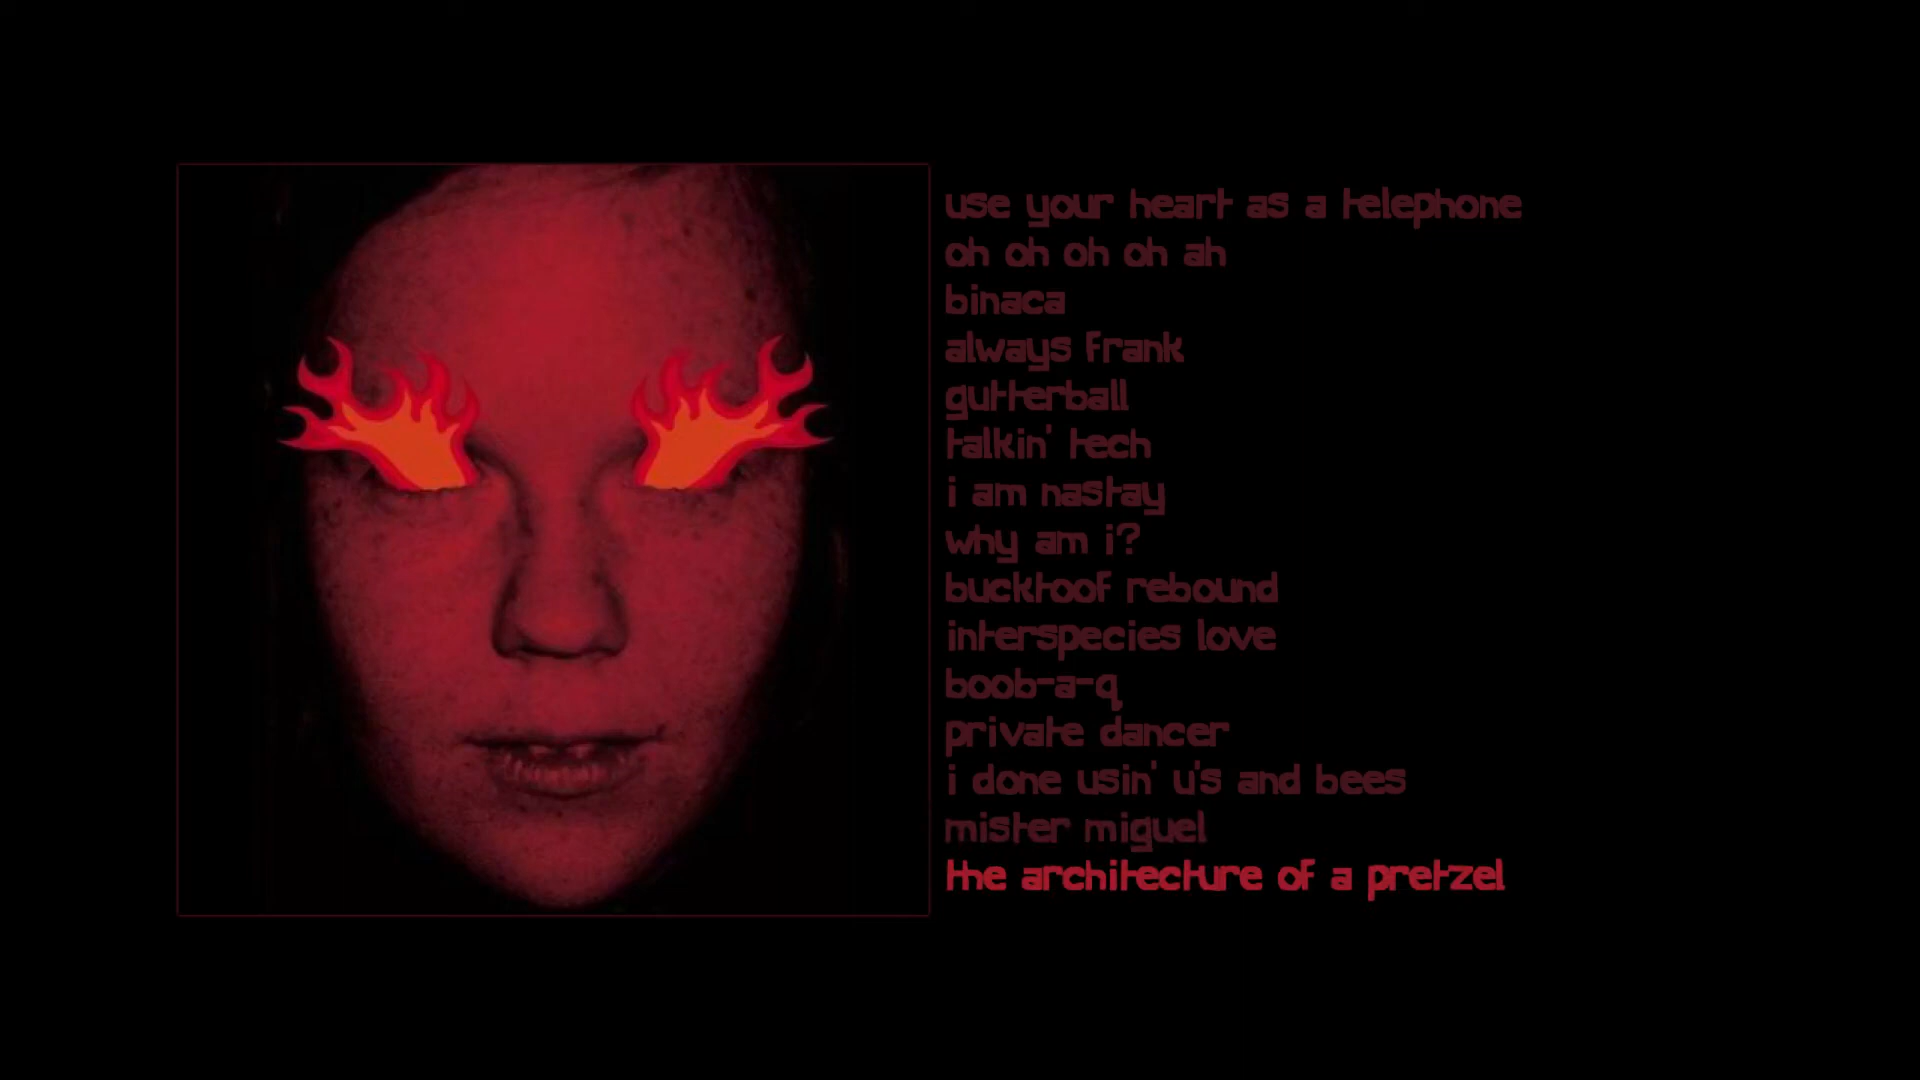 use your heart as a telephone
oh oh oh oh ah
binaca
always frank
gutterball
talkin' tech
i am nastay
why am i?
bucktoof rebound
interspecies love
boob-a-q
private dancer
i done usin' u's and bees
mister miguel
the architecture of a pretzel